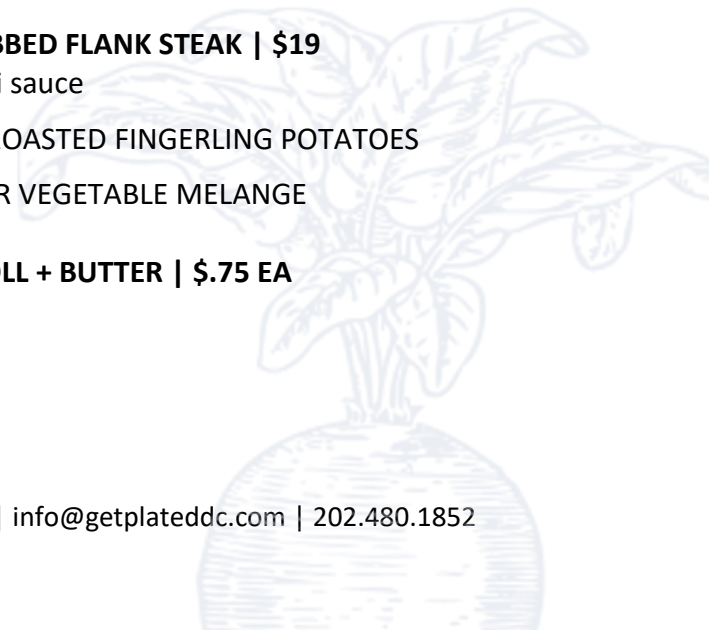 BBED FLANK STEAK | $19
i sauce
OASTED FINGERLING POTATOES
R VEGETABLE MELANGE
OLL + BUTTER | $.75 EA
| info@getplateddc.com | 202.480.1852